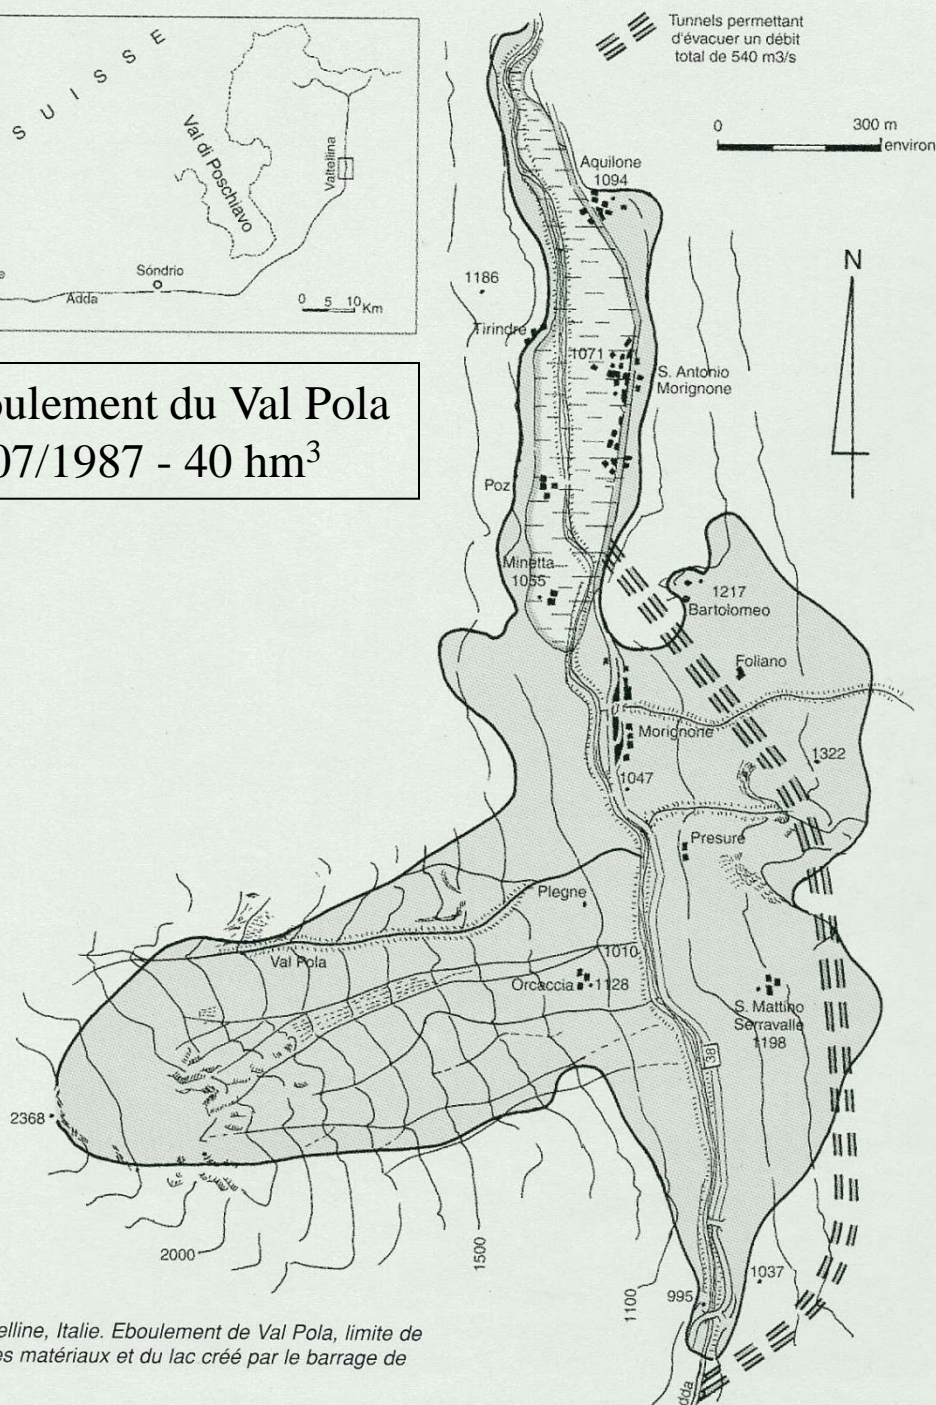 Tunnels permettant
d'évacuer un débit
total de 540 m3/s
0 300 m
environ
SUISSE
Val di Poschiavo
Valtellina
Sóndrio
Adda
0 5 10 Km
N
oulement du Val Pola
07/1987 - 40 hm³
Aquilone
1094
1186
Tirindre
1071
S. Antonio
Morignone
Poz
Minetta
1055
1217
Bartolomeo
Foliano
Morignone
1322
1047
Presure
Plegne
Val Pola
1010
Orcaccia
1128
S. Mattino
Serravalle
1198
38
2368
2000
1500
1100
995
1037
elline, Italie. Eboulement de Val Pola, limite de
es matériaux et du lac créé par le barrage de
dda